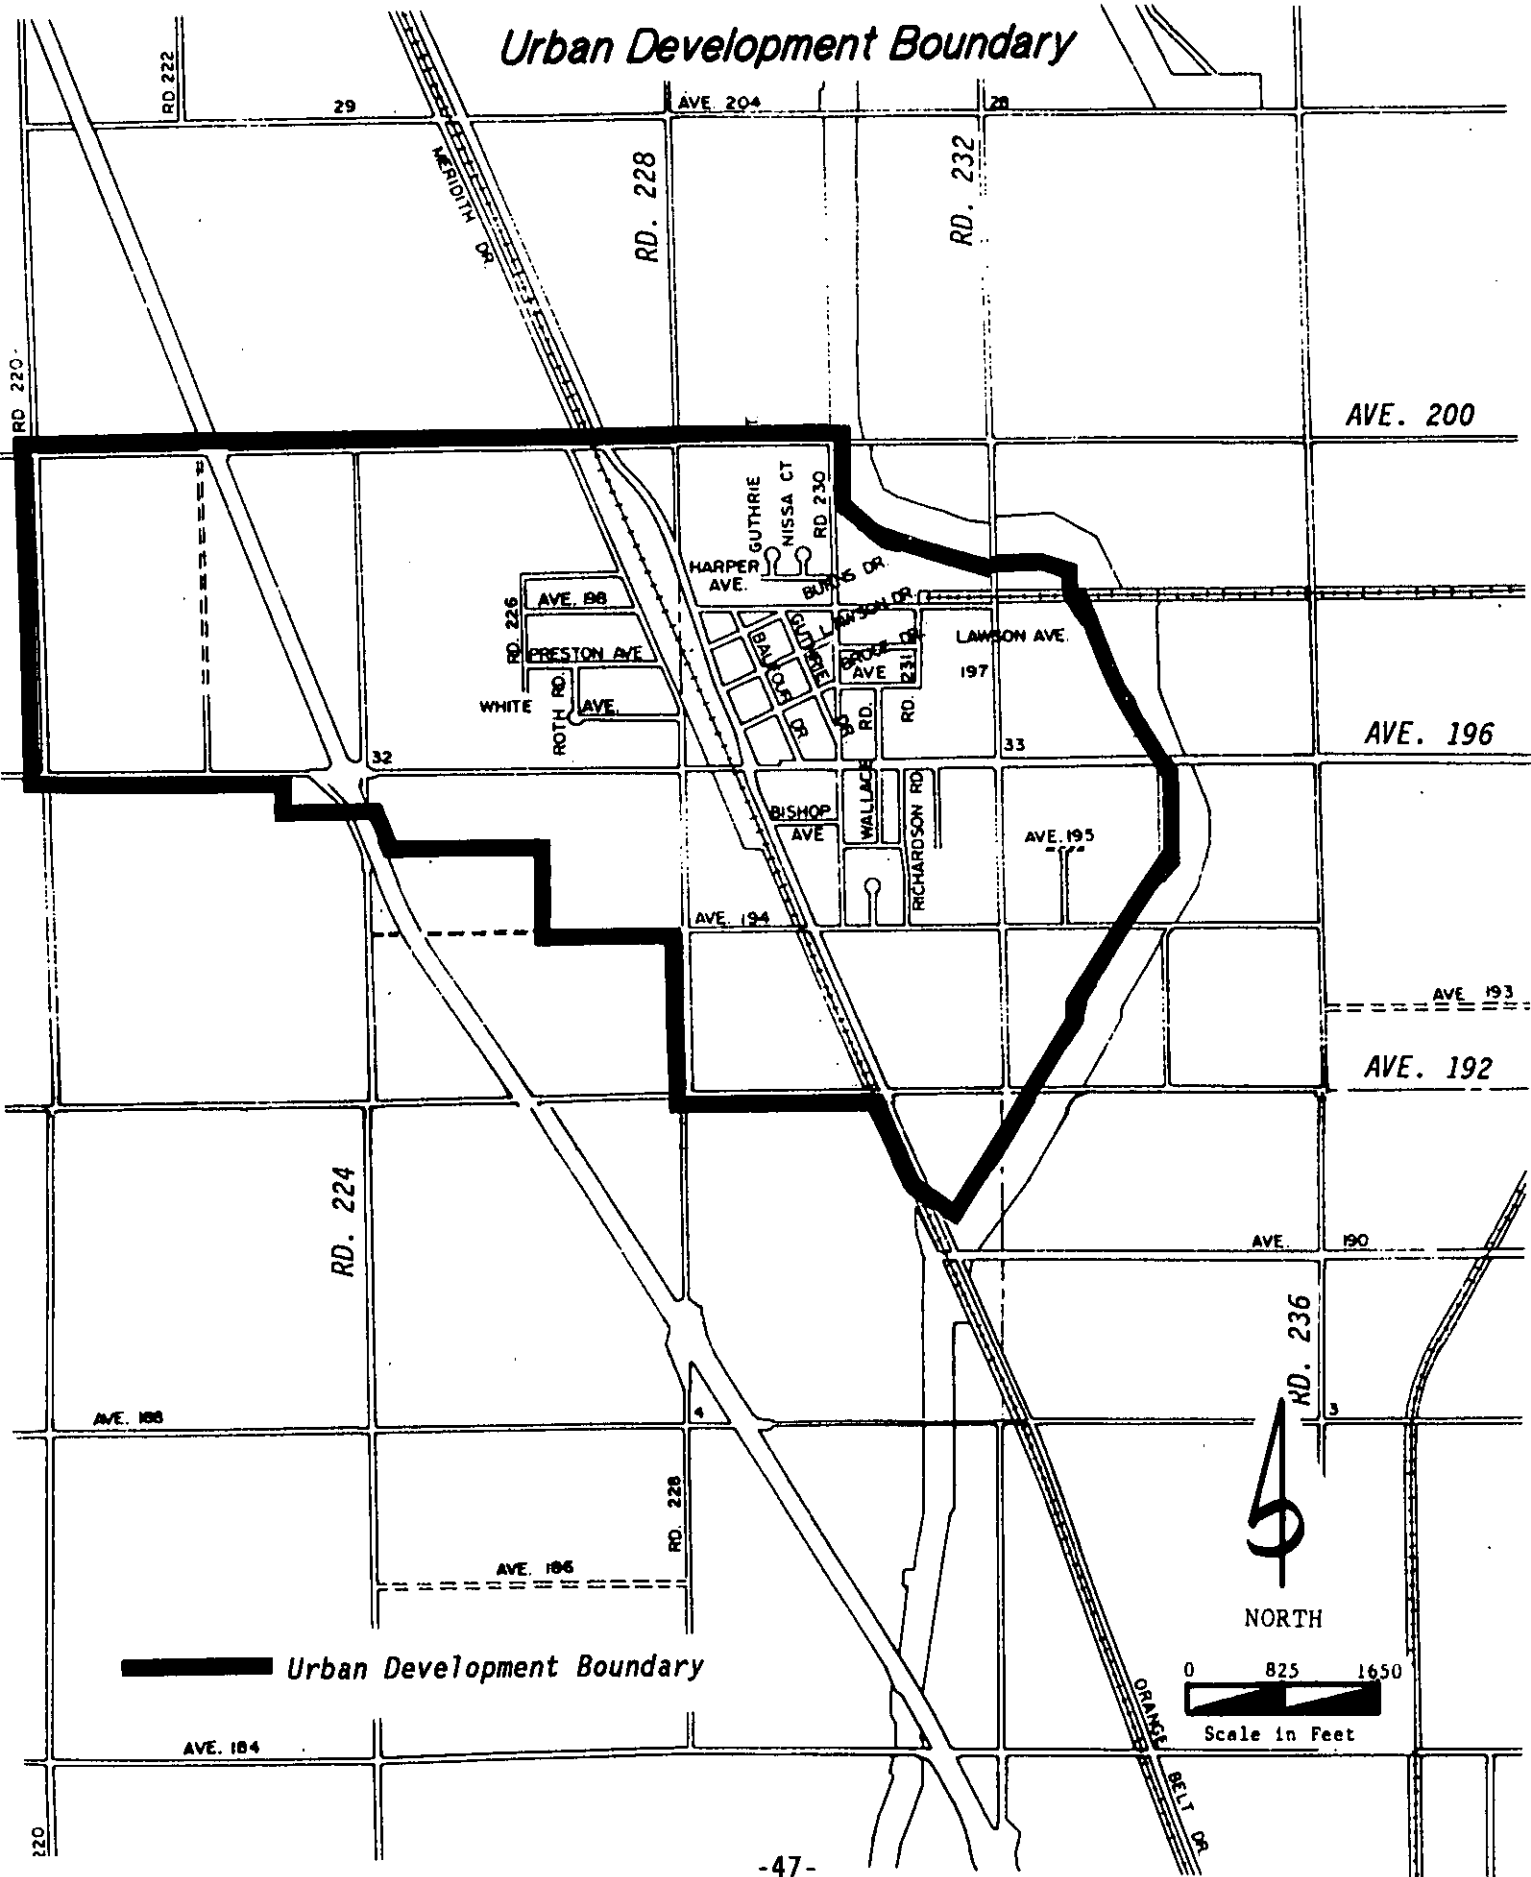 Urban Development Boundary
RD 222
29
AVE 204
28
MERIDITH DR
RD. 228
RD. 232
RD 220
AVE. 200
GUTHRIE
NISSA CT
RD 230
HARPER AVE.
BURNS DR.
LAWSON DR.
AVE. 198
RD. 226
GUTHRIE
DR
BALFOUR
DR
BRIDGE DR.
AVE
LAWSON AVE.
PRESTON AVE
RD. 231
197
WHITE AVE.
ROTH RD.
RD.
RD.
AVE. 196
32
33
WALLACE
RICHARDSON RD
BISHOP
AVE
AVE. 195
AVE. 194
AVE 193
AVE. 192
RD. 224
AVE. 190
RD. 236
AVE. 188
4
3
RD. 228
AVE. 186
NORTH
Urban Development Boundary
0 825 1650
Scale in Feet
ORANGE BELT DR
AVE. 184
220
-47-